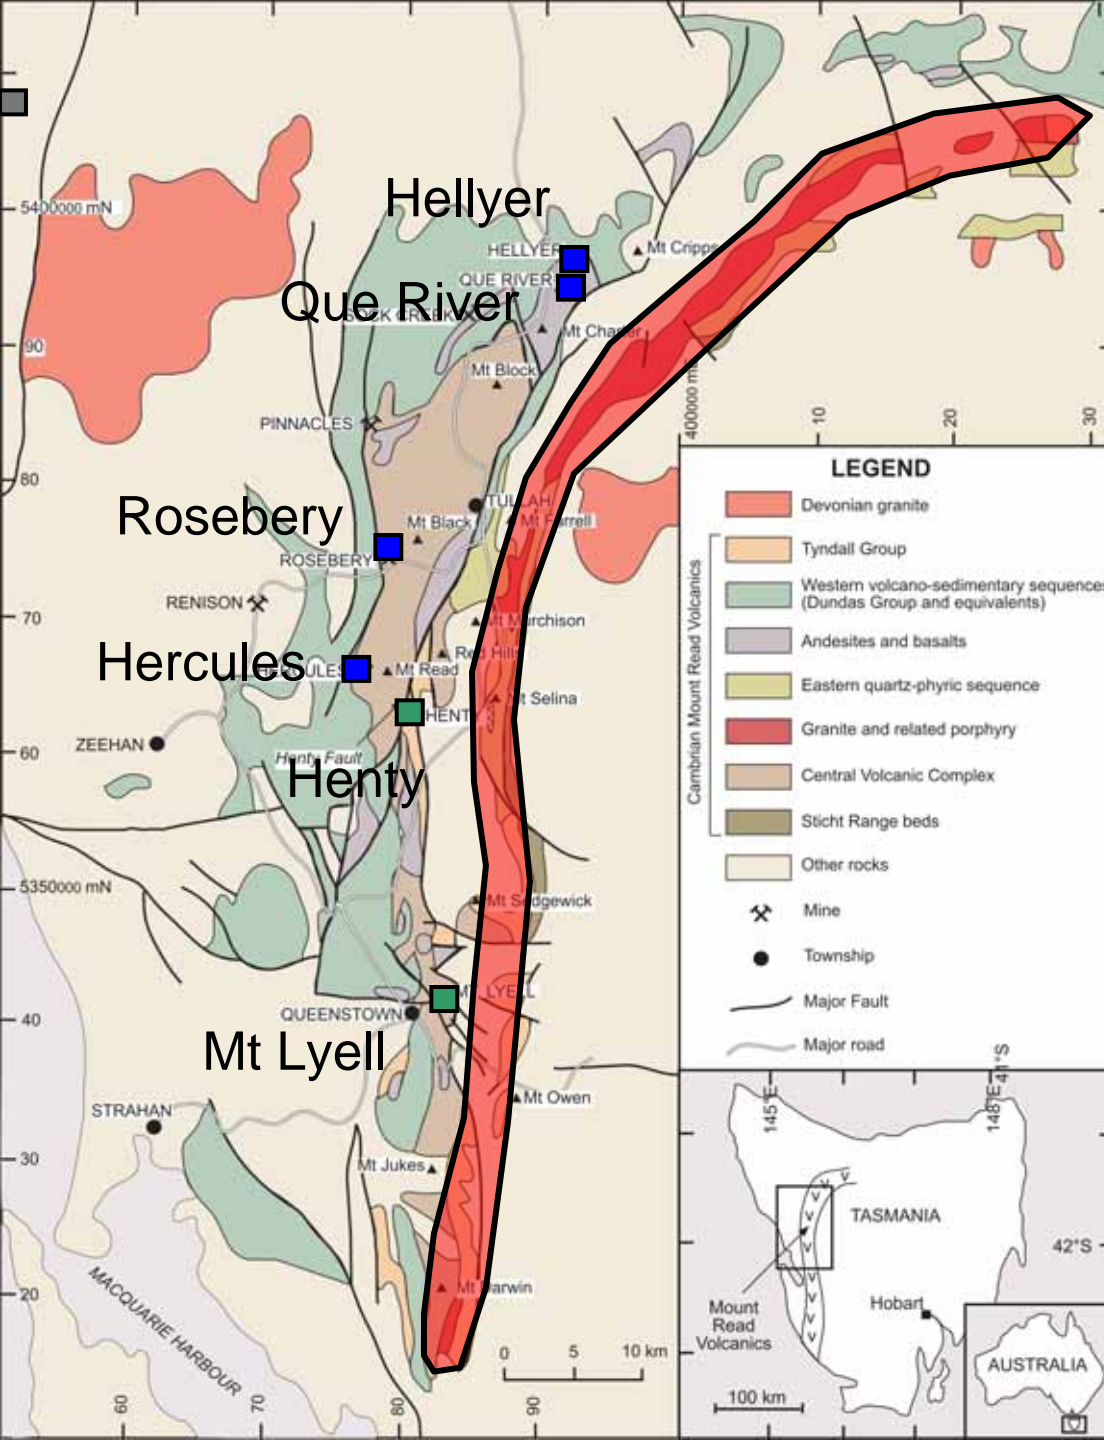 5400000 mN
Hellyer
HELLYER
Mt Cripps
QUE RIVER
Que River
SOCK CREEK
Mt Charter
90
Mt Block
PINNACLES
400000 m
10
20
30
80
TULLAH
Rosebery
Mt Black
Mt Farrell
ROSEBERY
RENISON
70
Mt Murchison
Red Hills
Hercules
HERCULES
Mt Read
Mt Selina
HENTY
ZEEHAN
60
Henty Fault
Henty
5350000 mN
Mt Sedgewick
MT LYELL
40
QUEENSTOWN
Mt Lyell
Mt Owen
STRAHAN
30
Mt Jukes
20
Mt Darwin
MACQUARIE HARBOUR
0 5 10 km
60
70
80
90
LEGEND
Devonian granite
Cambrian Mount Read Volcanics
Tyndall Group
Western volcano-sedimentary sequences
(Dundas Group and equivalents)
Andesites and basalts
Eastern quartz-phyric sequence
Granite and related porphyry
Central Volcanic Complex
Sticht Range beds
Other rocks
Mine
Township
Major Fault
Major road
145°E
148°E
41°S
TASMANIA
42°S
Mount
Read
Volcanics
Hobart
100 km
AUSTRALIA